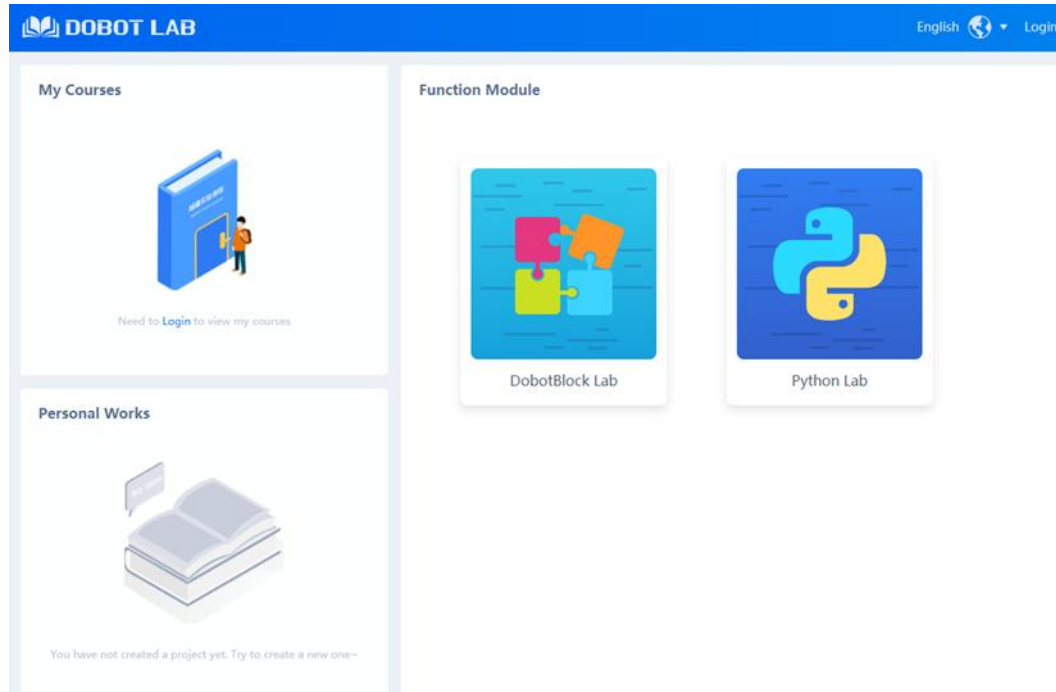 DOBOT LAB
English
Login
My Courses
Need to Login to view my courses
Personal Works
You have not created a project yet. Try to create a new one~
Function Module
DobotBlock Lab
Python Lab